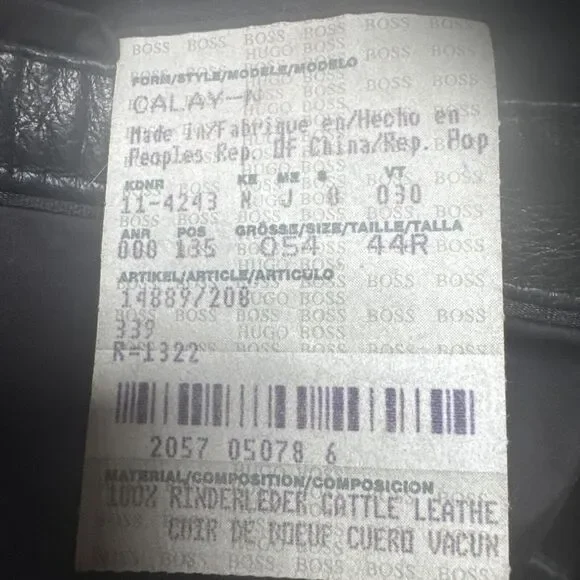 FORM/STYLE/MODELE/MODELO
CALAY-N
Made in/Fabrique en/Hecho en
Peoples Rep. OF China/Rep. Pop
KDNR KE ME S VT
11-4243 N J 0 030
ANR POS GRÖSSE/SIZE/TAILLE/TALLA
000 135 054 44R
ARTIKEL/ARTICLE/ARTICULO
14889/208
339
R=1322
2057 05078 6
MATERIAL/COMPOSITION/COMPOSICION
100% RINDERLEDER CATTLE LEATHE
CUIR DE BOEUF CUERO VACUN
BOSS
HUGO BOSS